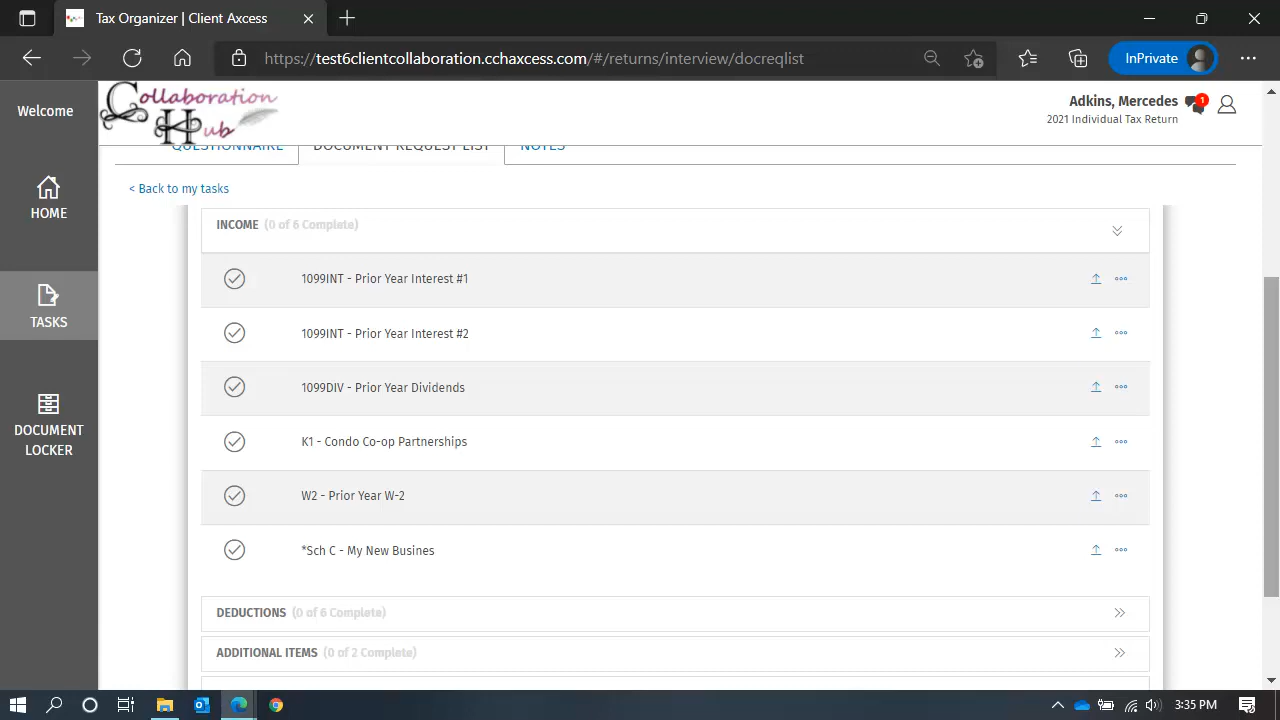 Tax Organizer | Client Axcess
https://test6clientcollaboration.cchaxcess.com/#/returns/interview/docreqlist
InPrivate
Welcome
Collaboration
Hub
Adkins, Mercedes
1
2021 Individual Tax Return
QUESTIONNAIRE
DOCUMENT REQUEST LIST
NOTES
< Back to my tasks
HOME
TASKS
DOCUMENT
LOCKER
INCOME (0 of 6 Complete)
1099INT - Prior Year Interest #1
1099INT - Prior Year Interest #2
1099DIV - Prior Year Dividends
K1 - Condo Co-op Partnerships
W2 - Prior Year W-2
*Sch C - My New Busines
DEDUCTIONS (0 of 6 Complete)
ADDITIONAL ITEMS (0 of 2 Complete)
3:35 PM